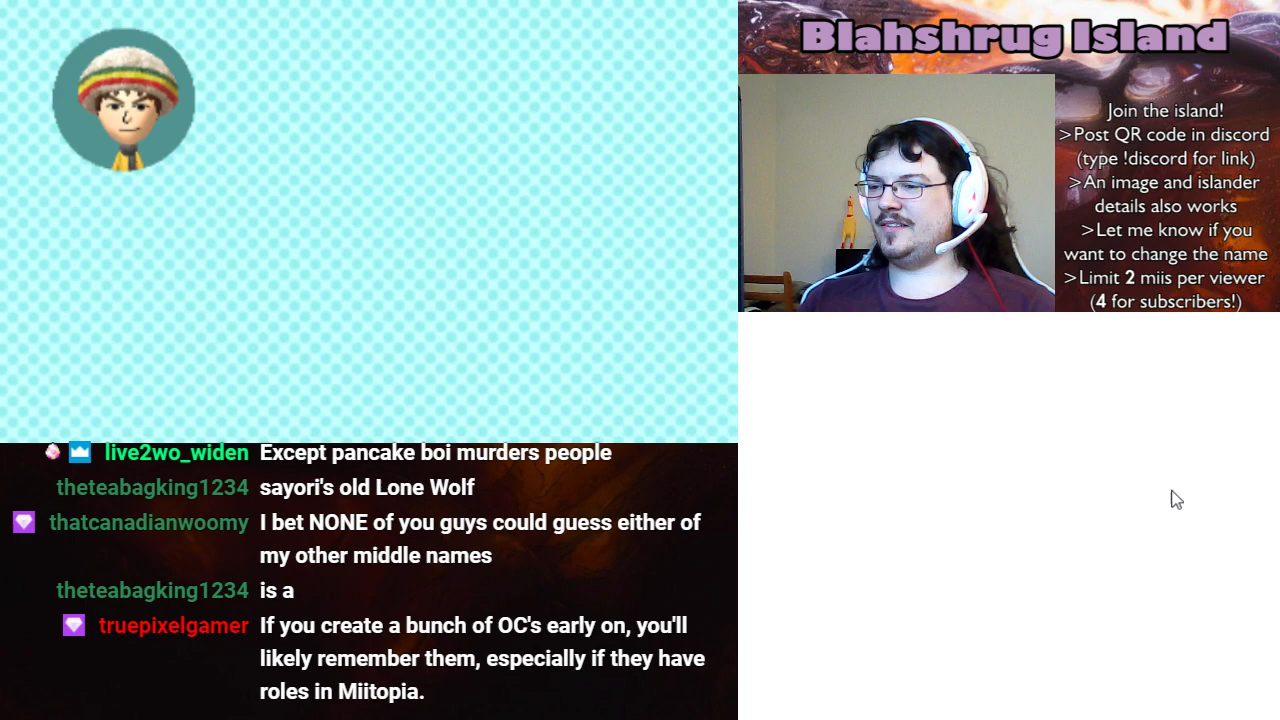 Blahshrug Island
Join the island!
>Post QR code in discord
(type !discord for link)
>An image and islander
details also works
>Let me know if you
want to change the name
>Limit 2 miis per viewer
(4 for subscribers!)
live2wo_widen Except pancake boi murders people
theteabagking1234 sayori's old Lone Wolf
thatcanadianwoomy I bet NONE of you guys could guess either of
my other middle names
theteabagking1234 is a
truepixelgamer If you create a bunch of OC's early on, you'll
likely remember them, especially if they have
roles in Miitopia.